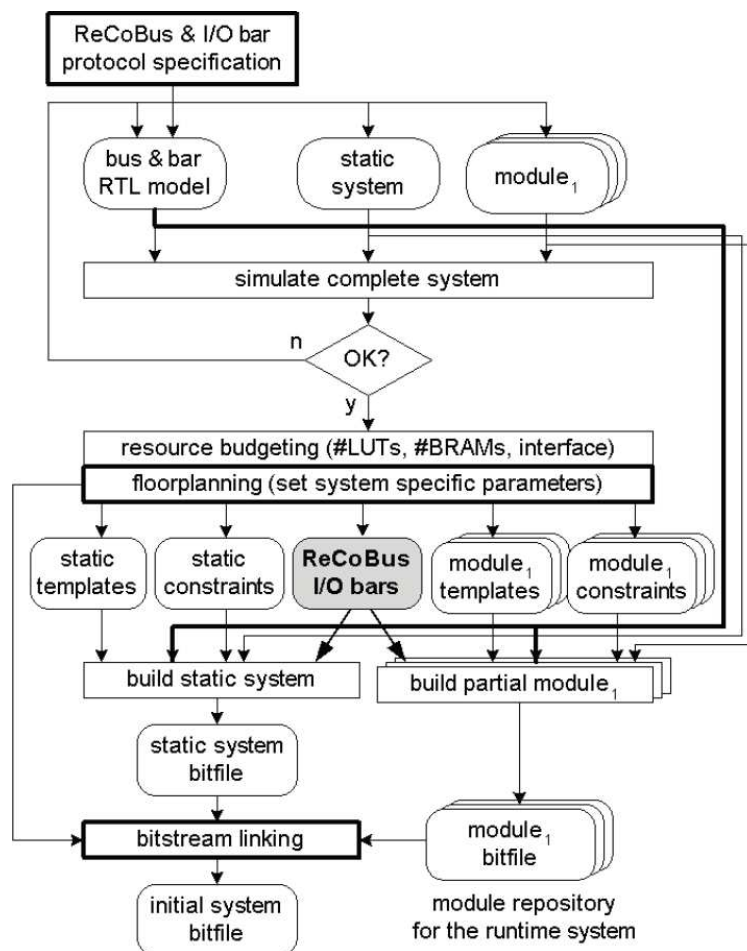 ReCoBus & I/O bar
protocol specification
bus & bar
RTL model
static
system
module1
simulate complete system
n
OK?
y
resource budgeting (#LUTs, #BRAMs, interface)
floorplanning (set system specific parameters)
static
templates
static
constraints
ReCoBus
I/O bars
module1
templates
module1
constraints
build static system
build partial module1
static system
bitfile
bitstream linking
module1
bitfile
initial system
bitfile
module repository
for the runtime system